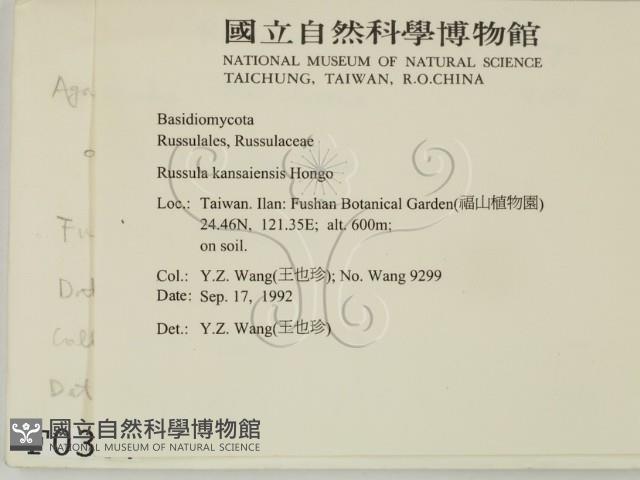 國立自然科學博物館
NATIONAL MUSEUM OF NATURAL SCIENCE
TAICHUNG, TAIWAN, R.O.CHINA
Basidiomycota
Russulales, Russulaceae
Russula kansaiensis Hongo
Loc.: Taiwan. Ilan: Fushan Botanical Garden(福山植物園)
24.46N, 121.35E; alt. 600m;
on soil.
Col.: Y.Z. Wang(王也珍); No. Wang 9299
Date: Sep. 17, 1992
Det.: Y.Z. Wang(王也珍)
Dat
國立自然科學博物館
NATIONAL MUSEUM OF NATURAL SCIENCE